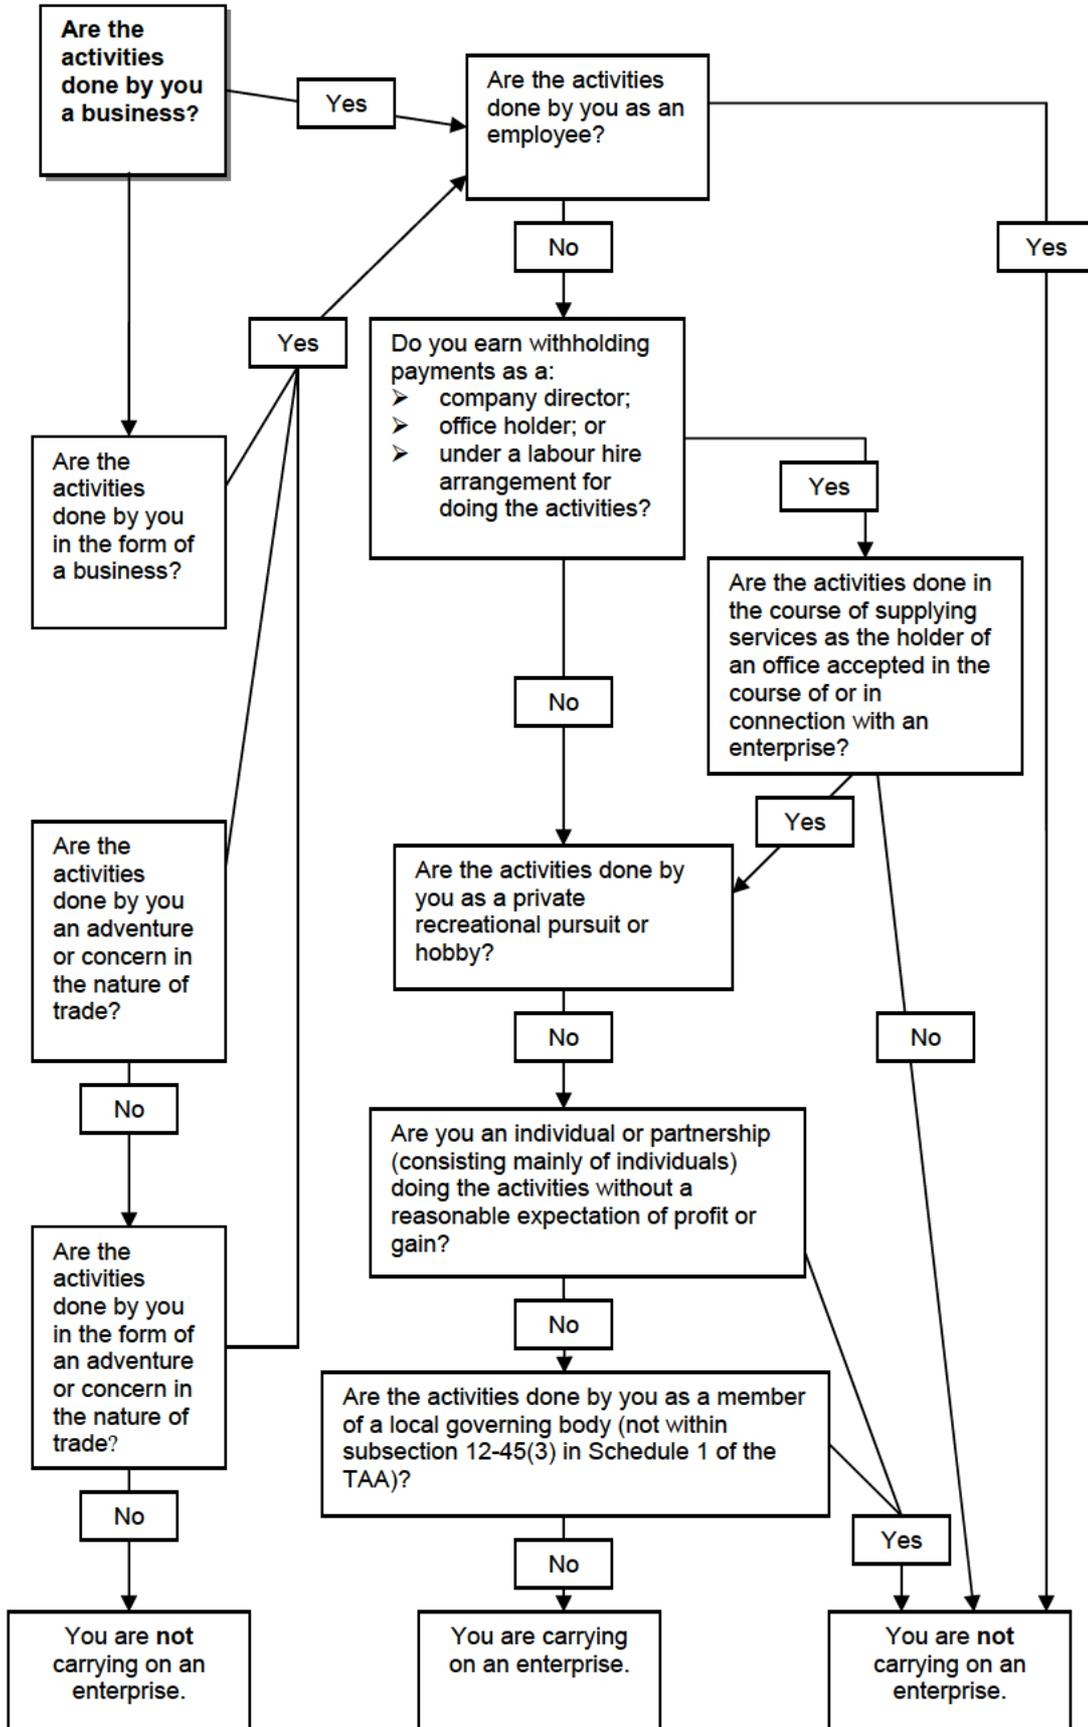 Are the
activities
done by you
a business?
Yes
Are the activities
done by you as an
employee?
No
Yes
Yes
Do you earn withholding
payments as a:
➢ company director;
➢ office holder; or
➢ under a labour hire
arrangement for
doing the activities?
Are the
activities
done by you
in the form of
a business?
Yes
Are the activities done in
the course of supplying
services as the holder of
an office accepted in the
course of or in
connection with an
enterprise?
No
Yes
Are the
activities
done by you
an adventure
or concern in
the nature of
trade?
Are the activities done by
you as a private
recreational pursuit or
hobby?
No
No
No
Are you an individual or partnership
(consisting mainly of individuals)
doing the activities without a
reasonable expectation of profit or
gain?
Are the
activities
done by you
in the form of
an adventure
or concern in
the nature of
trade?
No
Are the activities done by you as a member
of a local governing body (not within
subsection 12-45(3) in Schedule 1 of the
TAA)?
No
Yes
No
You are not
carrying on an
enterprise.
You are carrying
on an enterprise.
You are not
carrying on an
enterprise.